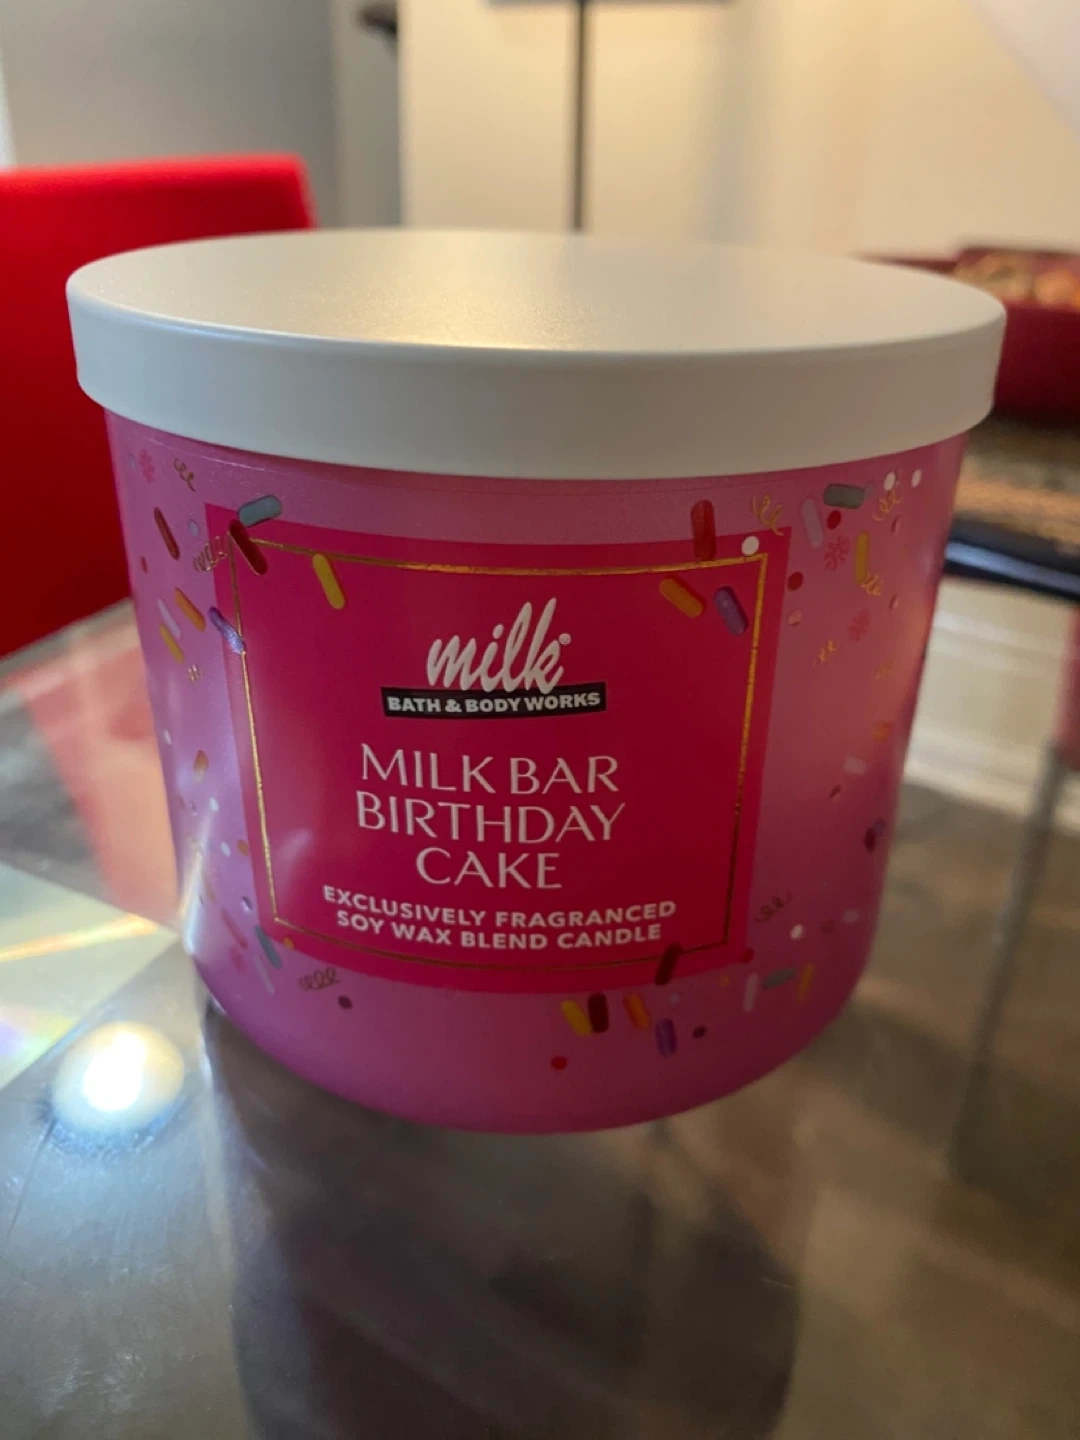 milk®
BATH & BODY WORKS
MILK BAR
BIRTHDAY
CAKE
EXCLUSIVELY FRAGRANCED
SOY WAX BLEND CANDLE